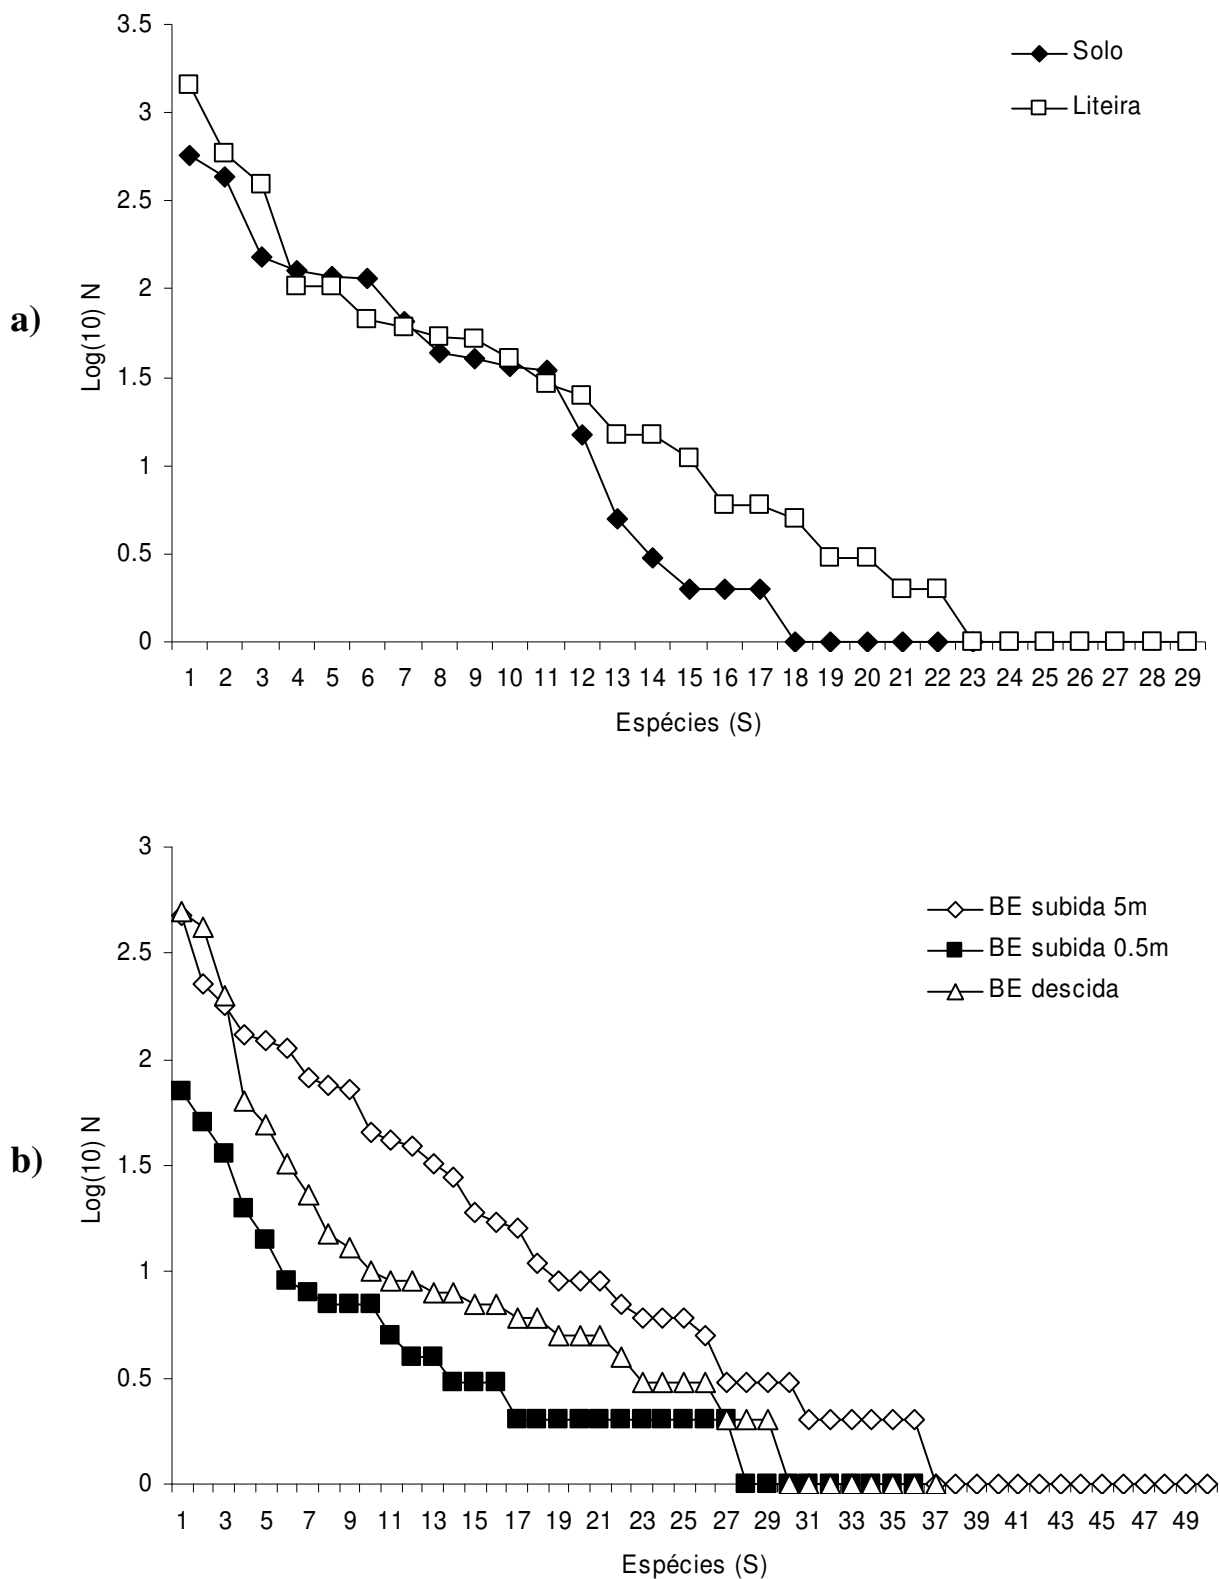 3.5
3
2.5
2
1.5
1
0.5
0
Log(10) N
a)
Solo
Liteira
1 2 3 4 5 6 7 8 9 10 11 12 13 14 15 16 17 18 19 20 21 22 23 24 25 26 27 28 29
Espécies (S)
3
2.5
2
1.5
1
0.5
0
Log(10) N
b)
BE subida 5m
BE subida 0.5m
BE descida
1 3 5 7 9 11 13 15 17 19 21 23 25 27 29 31 33 35 37 39 41 43 45 47 49
Espécies (S)